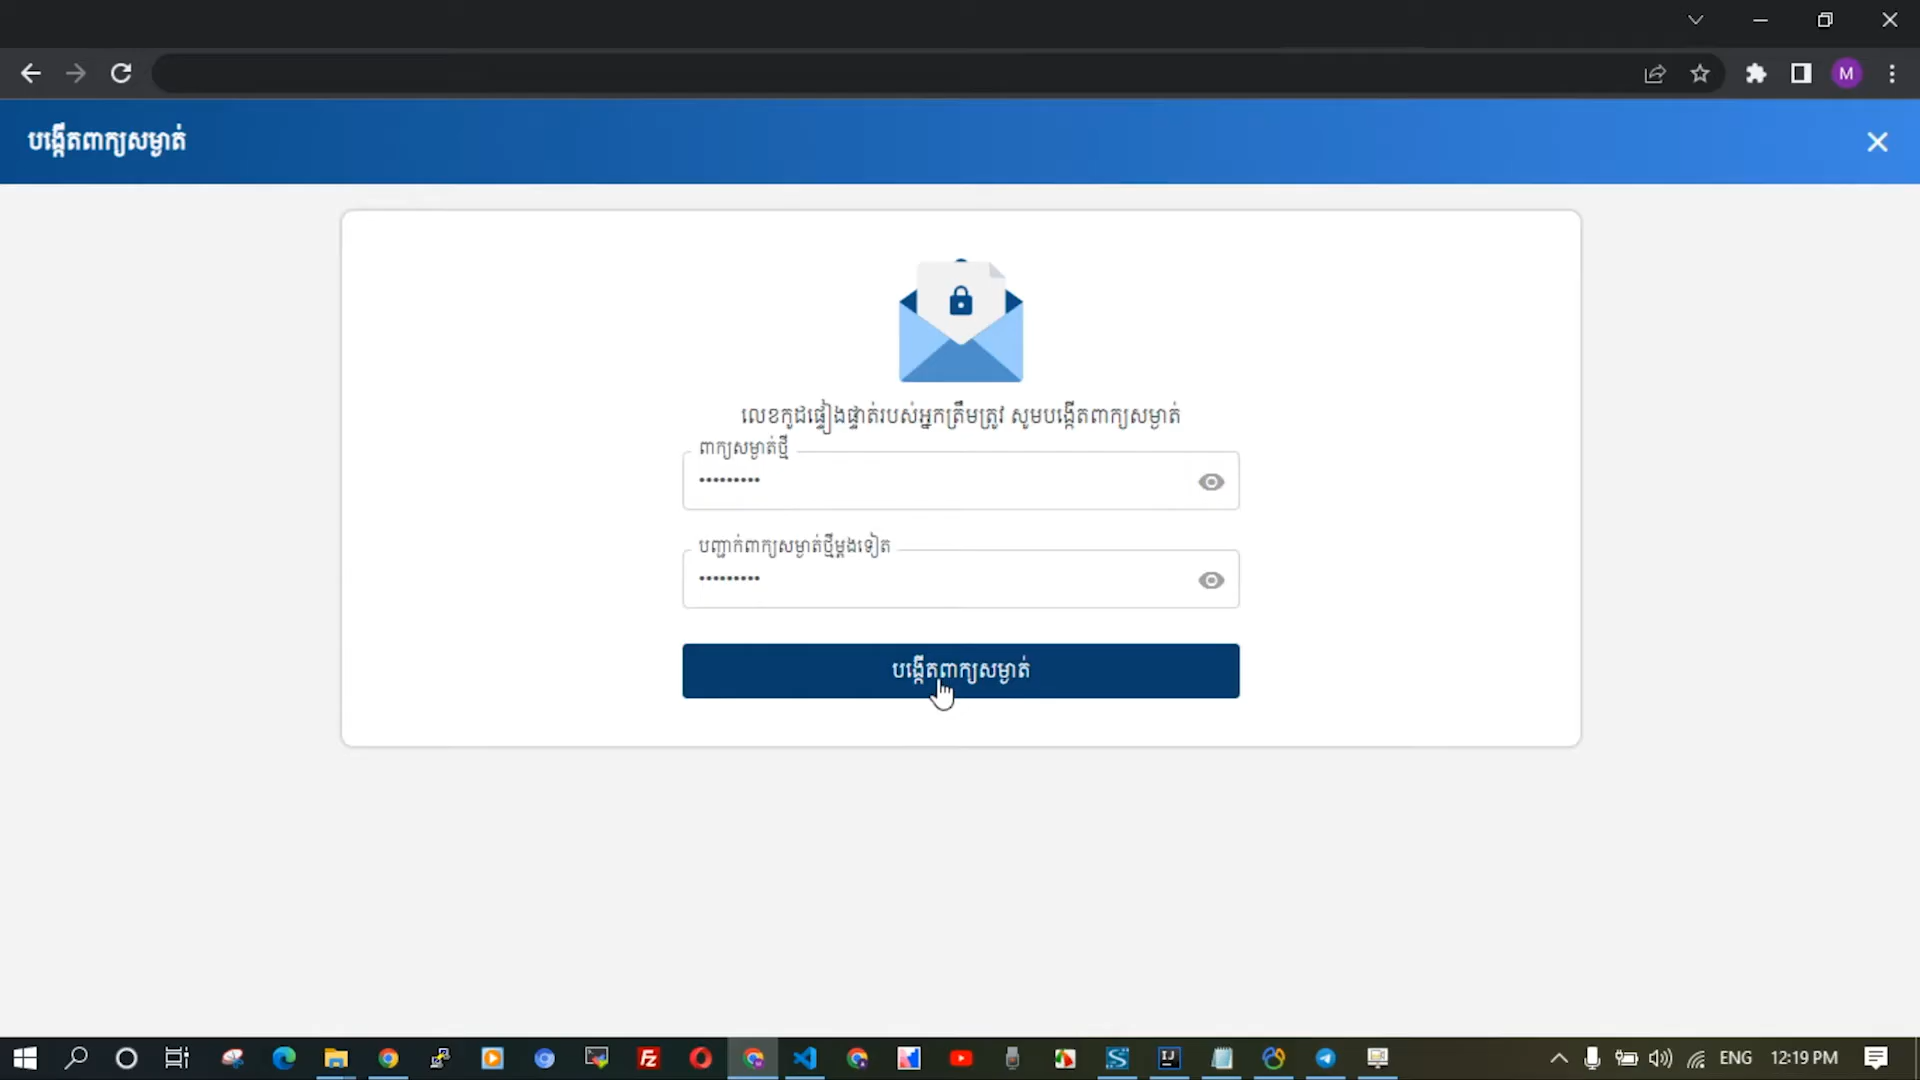 M
បង្កើតពាក្យសម្ងាត់
លេខកូដផ្ទៀងផ្ទាត់របស់អ្នកត្រឹមត្រូវ សូមបង្កើតពាក្យសម្ងាត់
ពាក្យសម្ងាត់ថ្មី
•••••••••
បញ្ជាក់ពាក្យសម្ងាត់ថ្មីម្តងទៀត
•••••••••
បង្កើតពាក្យសម្ងាត់
ENG 12:19 PM